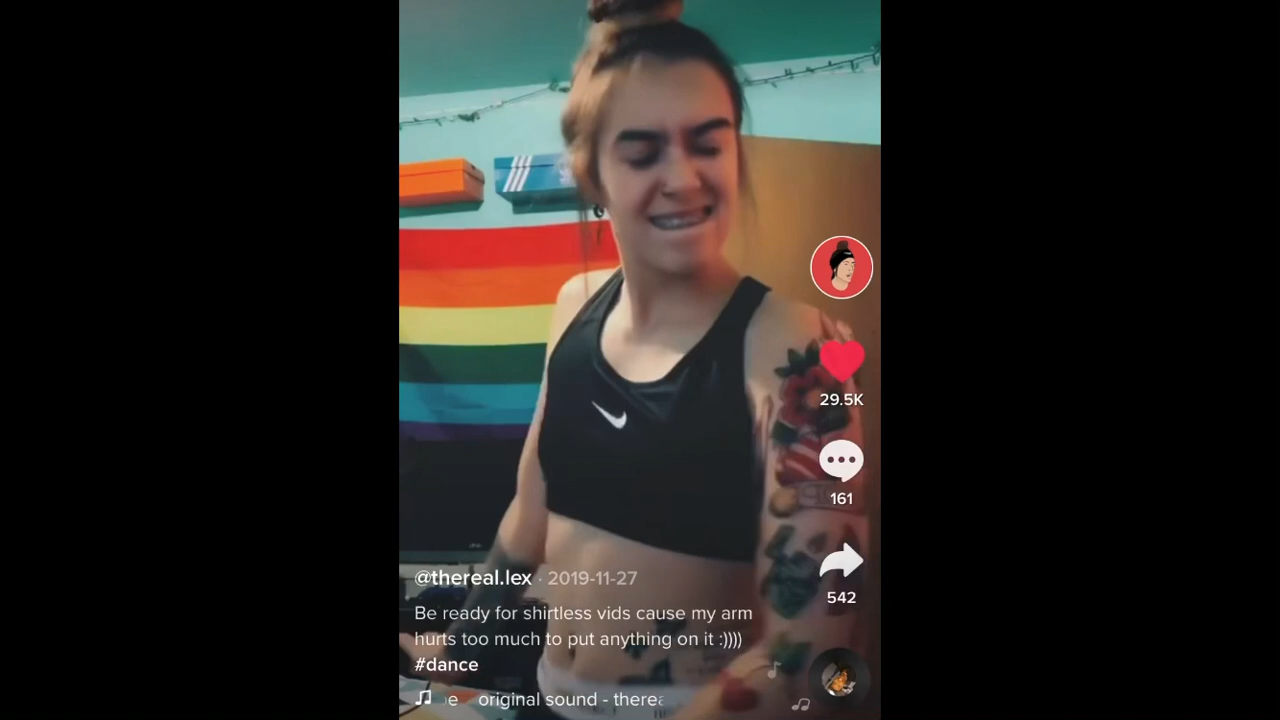 29.5K
161
542
@thereal.lex · 2019-11-27
Be ready for shirtless vids cause my arm
hurts too much to put anything on it :))))
#dance
e original sound - therea